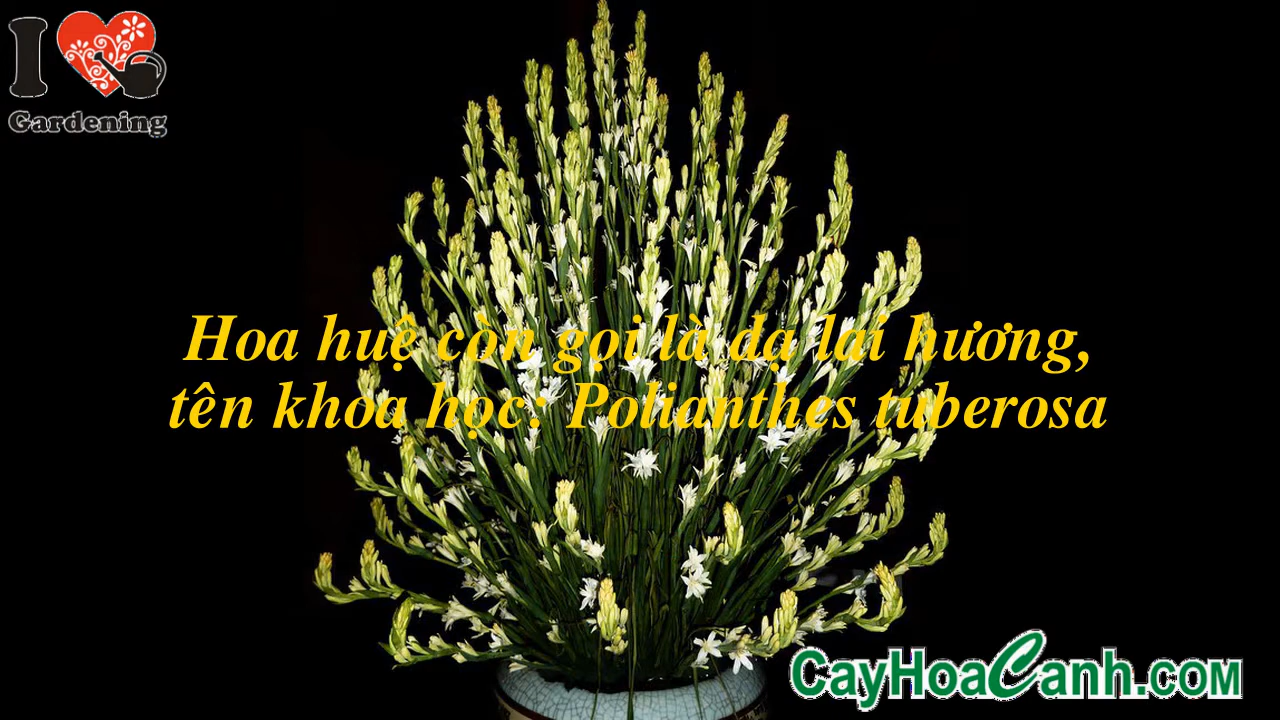 I
Gardening
Hoa huệ còn gọi là dạ lai hương,
tên khoa học: Polianthes tuberosa
CayHoaCanh.com